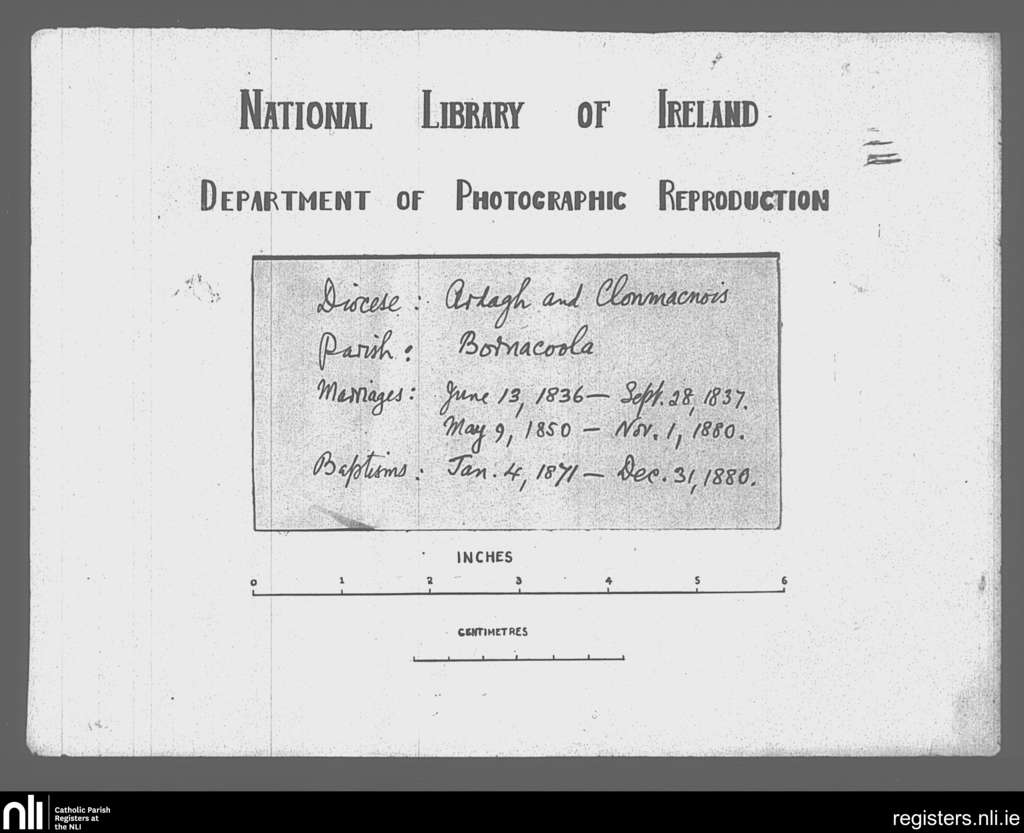 NATIONAL LIBRARY OF IRELAND
DEPARTMENT OF PHOTOGRAPHIC REPRODUCTION
Diocese: Ardagh and Clonmacnois
Parish: Bornacoola
Marriages: June 13, 1836 — Sept. 28, 1837.
May 9, 1850 — Nov. 1, 1880.
Baptisms: Jan. 4, 1871 — Dec. 31, 1880.
INCHES
0 1 2 3 4 5 6
CENTIMETRES
nli
Catholic Parish
Registers at
the NLI
registers.nli.ie